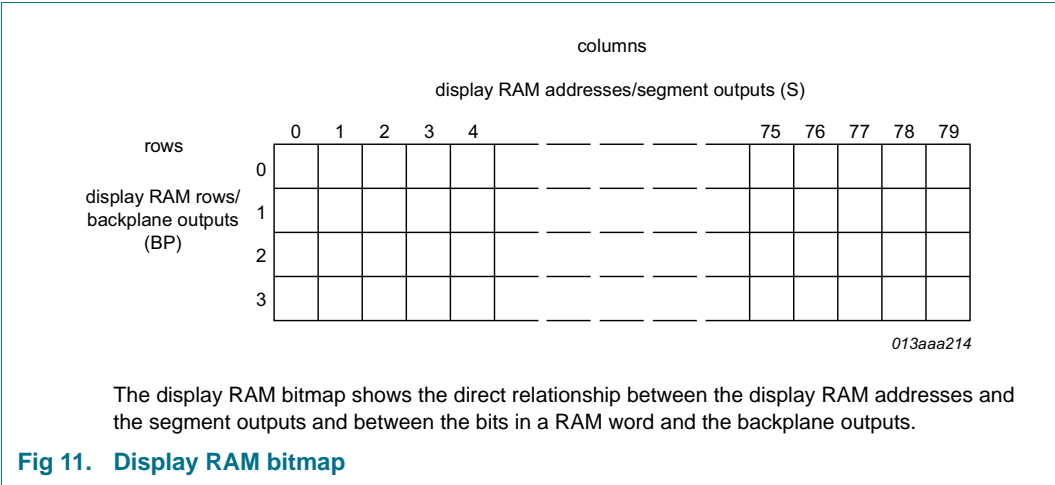 columns
display RAM addresses/segment outputs (S)
0 1 2 3 4 75 76 77 78 79
rows
0
display RAM rows/
backplane outputs
(BP)
1
2
3
013aaa214
The display RAM bitmap shows the direct relationship between the display RAM addresses and
the segment outputs and between the bits in a RAM word and the backplane outputs.
Fig 11. Display RAM bitmap